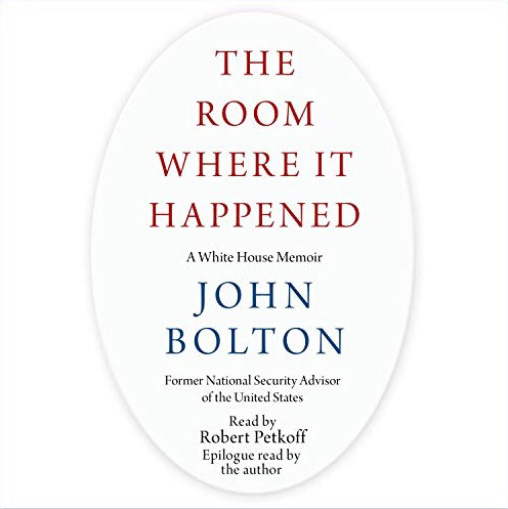 THE
ROOM
WHERE IT
HAPPENED
A White House Memoir
JOHN
BOLTON
Former National Security Advisor
of the United States
Read by
Robert Petkoff
Epilogue read by
the author